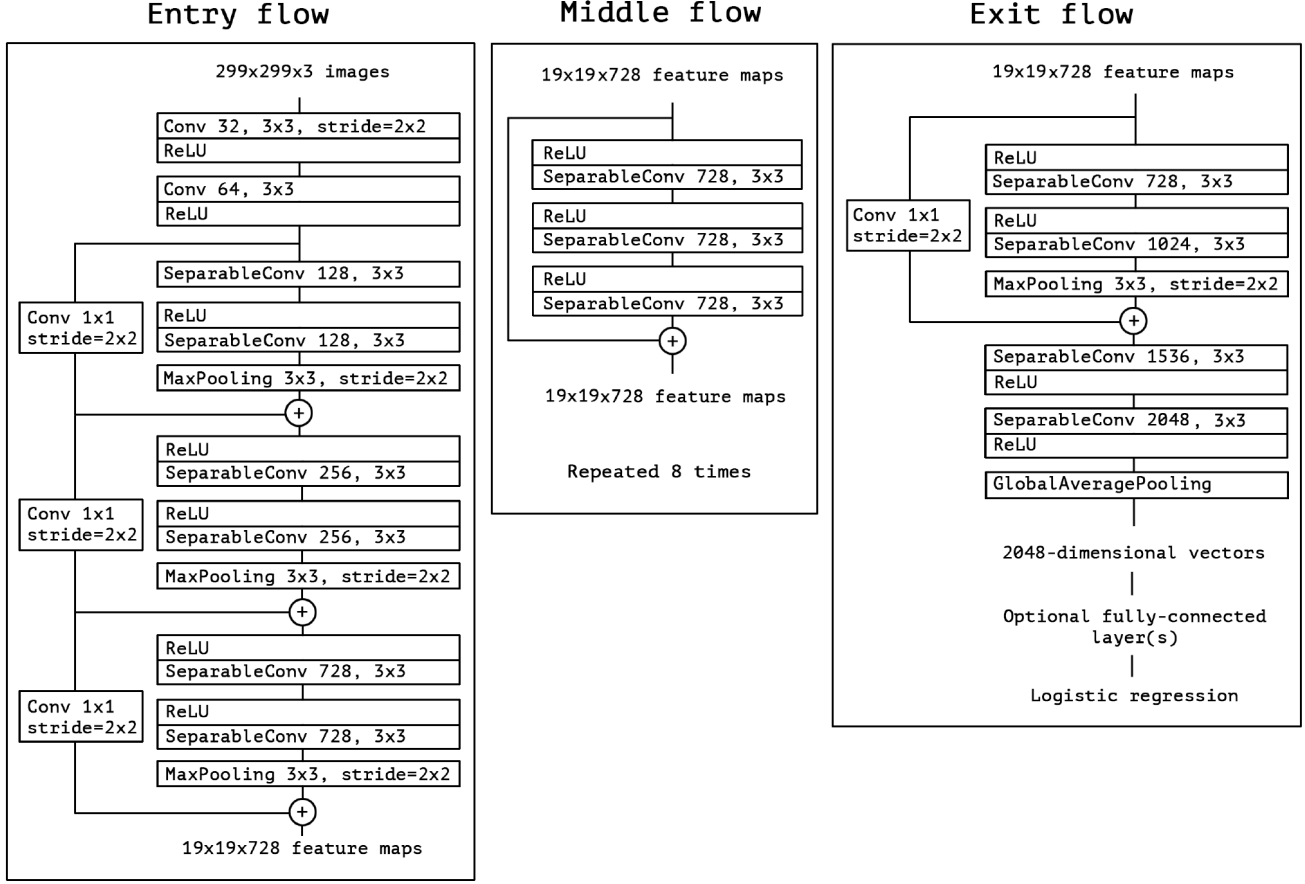 Entry flow
299x299x3 images
Conv 32, 3x3, stride=2x2
ReLU
Conv 64, 3x3
ReLU
SeparableConv 128, 3x3
Conv 1x1
stride=2x2
ReLU
SeparableConv 128, 3x3
MaxPooling 3x3, stride=2x2
+
ReLU
SeparableConv 256, 3x3
Conv 1x1
stride=2x2
ReLU
SeparableConv 256, 3x3
MaxPooling 3x3, stride=2x2
+
ReLU
SeparableConv 728, 3x3
Conv 1x1
stride=2x2
ReLU
SeparableConv 728, 3x3
MaxPooling 3x3, stride=2x2
+
19x19x728 feature maps
Middle flow
19x19x728 feature maps
ReLU
SeparableConv 728, 3x3
ReLU
SeparableConv 728, 3x3
ReLU
SeparableConv 728, 3x3
+
19x19x728 feature maps
Repeated 8 times
Exit flow
19x19x728 feature maps
ReLU
SeparableConv 728, 3x3
Conv 1x1
stride=2x2
ReLU
SeparableConv 1024, 3x3
MaxPooling 3x3, stride=2x2
+
SeparableConv 1536, 3x3
ReLU
SeparableConv 2048, 3x3
ReLU
GlobalAveragePooling
2048-dimensional vectors
Optional fully-connected
layer(s)
Logistic regression